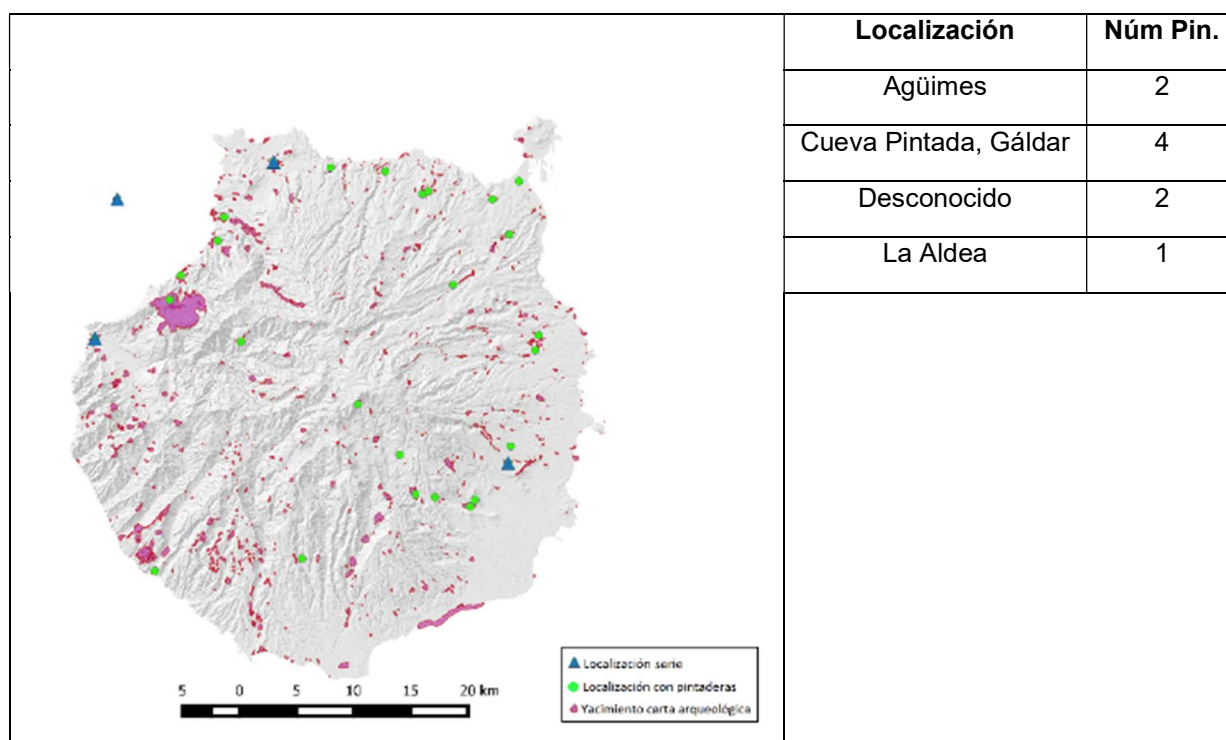 Localización Núm Pin.
Agüimes 2
Cueva Pintada, Gáldar 4
Desconocido 2
La Aldea 1
Localización serie
Localización con pintaderas
Yacimiento carta arqueológica
5 0 5 10 15 20 km